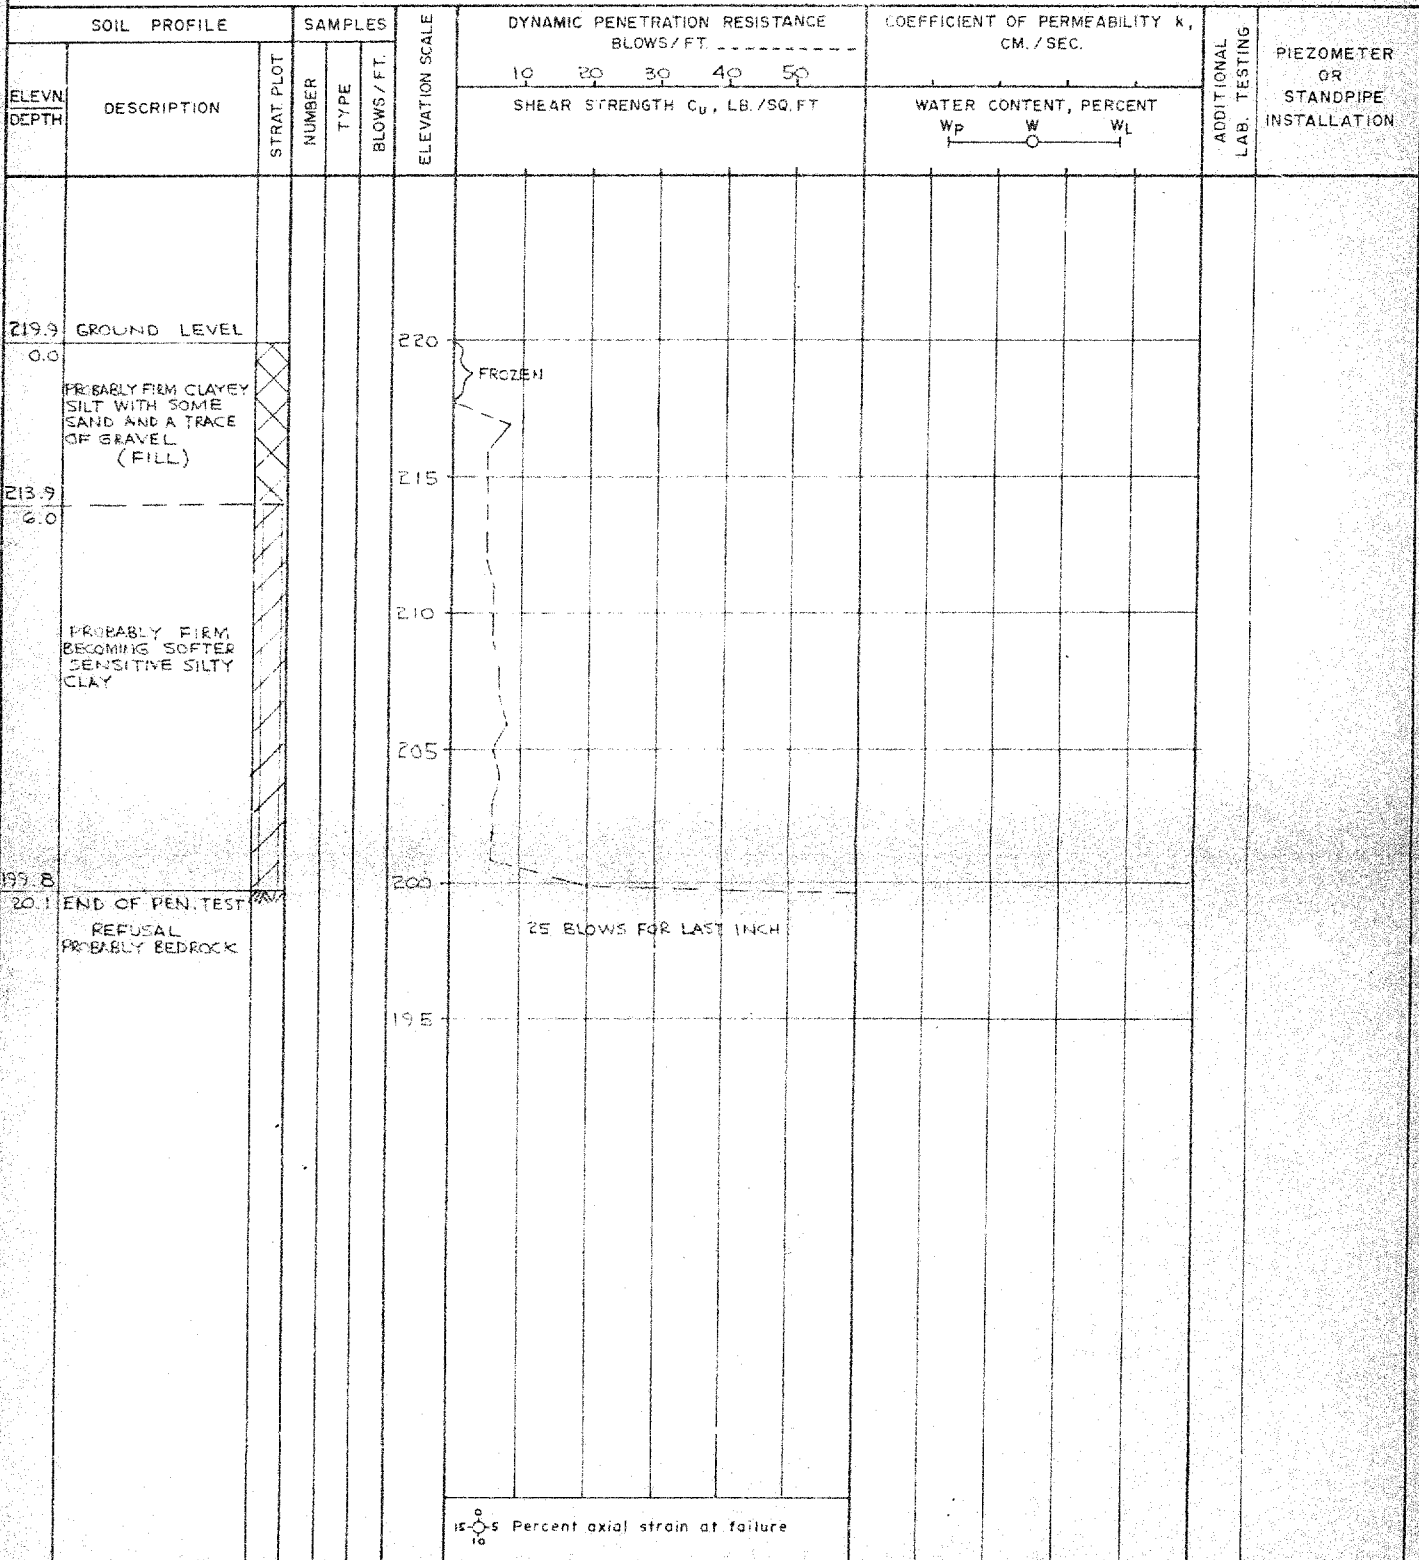 SOIL PROFILE
SAMPLES
ELEVATION SCALE
DYNAMIC PENETRATION RESISTANCE
BLOWS/FT.
10 20 30 40 50
SHEAR STRENGTH Cu, LB./SQ.FT
COEFFICIENT OF PERMEABILITY k,
CM./SEC.
WATER CONTENT, PERCENT
Wp W WL
ADDITIONAL
LAB. TESTING
PIEZOMETER
OR
STANDPIPE
INSTALLATION
ELEVN.
DEPTH
DESCRIPTION
STRAT. PLOT
NUMBER
TYPE
BLOWS/FT.
219.9 GROUND LEVEL
0.0
PROBABLY FIRM CLAYEY
SILT WITH SOME
SAND AND A TRACE
OF GRAVEL
(FILL)
213.9
6.0
PROBABLY FIRM
BECOMING SOFTER
SENSITIVE SILTY
CLAY
199.8
20.1 END OF PEN. TEST
REFUSAL
PROBABLY BEDROCK
220
FROZEN
215
210
205
200
25 BLOWS FOR LAST INCH
195
0
15 5 Percent axial strain at failure
10